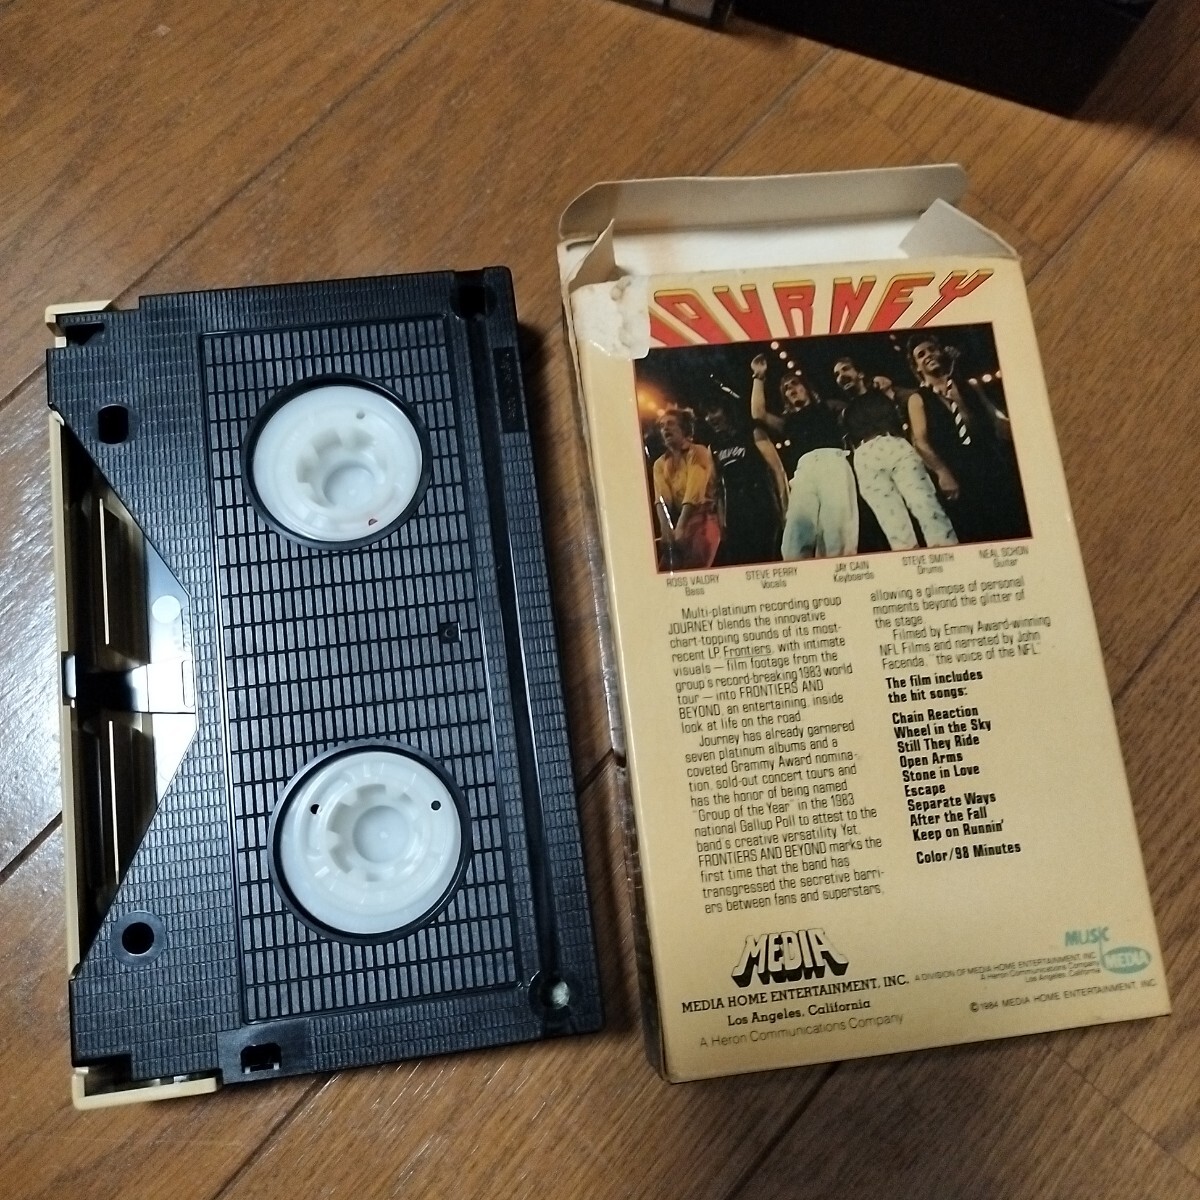 JOURNEY
ROSS VALORY
Bass
STEVE PERRY
Vocals
JAY CAIN
Keyboards
STEVE SMITH
Drums
NEAL SCHON
Guitar
Multi-platinum recording group
JOURNEY blends the innovative
chart-topping sounds of its most-
recent LP Frontiers, with intimate
visuals — film footage from the
group's record-breaking 1983 world
tour — into FRONTIERS AND
BEYOND, an entertaining, inside
look at life on the road.
Journey has already garnered
seven platinum albums and a
coveted Grammy Award nomina-
tion, sold-out concert tours and
has the honor of being named
"Group of the Year" in the 1983
national Gallup Poll to attest to the
band's creative versatility. Yet,
FRONTIERS AND BEYOND marks the
first time that the band has
transgressed the secretive barri-
ers between fans and superstars,
allowing a glimpse of personal
moments beyond the glitter of
the stage.
Filmed by Emmy Award-winning
NFL Films and narrated by John
Facenda, "the voice of the NFL"
The film includes
the hit songs:
Chain Reaction
Wheel in the Sky
Still They Ride
Open Arms
Stone in Love
Escape
Separate Ways
After the Fall
Keep on Runnin'
Color/98 Minutes
MEDIA
MEDIA HOME ENTERTAINMENT, INC.
Los Angeles, California
A Heron Communications Company
MUSIC
MEDIA
A DIVISION OF MEDIA HOME ENTERTAINMENT, INC.
A Heron Communications Company
Los Angeles, California
©1984 MEDIA HOME ENTERTAINMENT, INC.